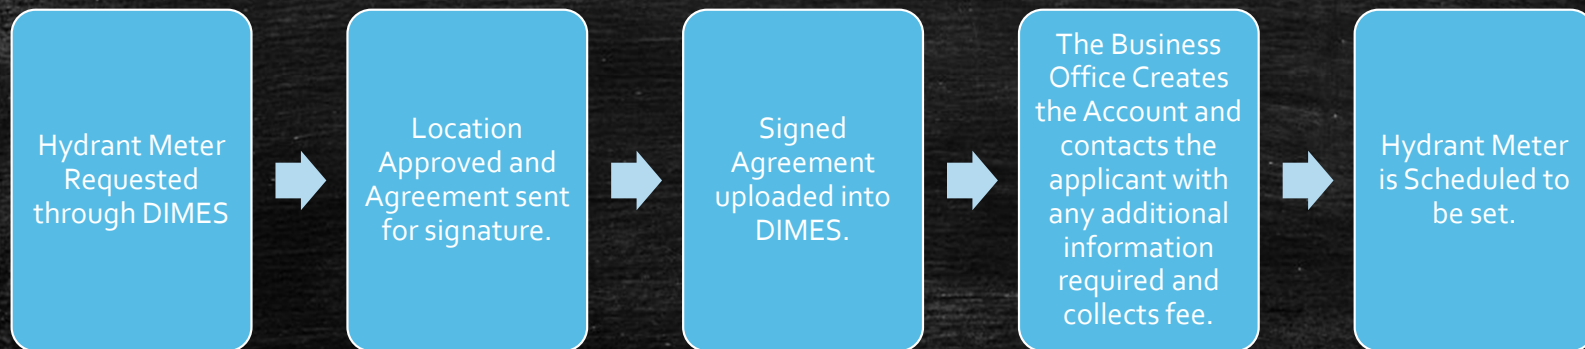 Hydrant Meter
Requested
through DIMES
Location
Approved and
Agreement sent
for signature.
Signed
Agreement
uploaded into
DIMES.
The Business
Office Creates
the Account and
contacts the
applicant with
any additional
information
required and
collects fee.
Hydrant Meter
is Scheduled to
be set.